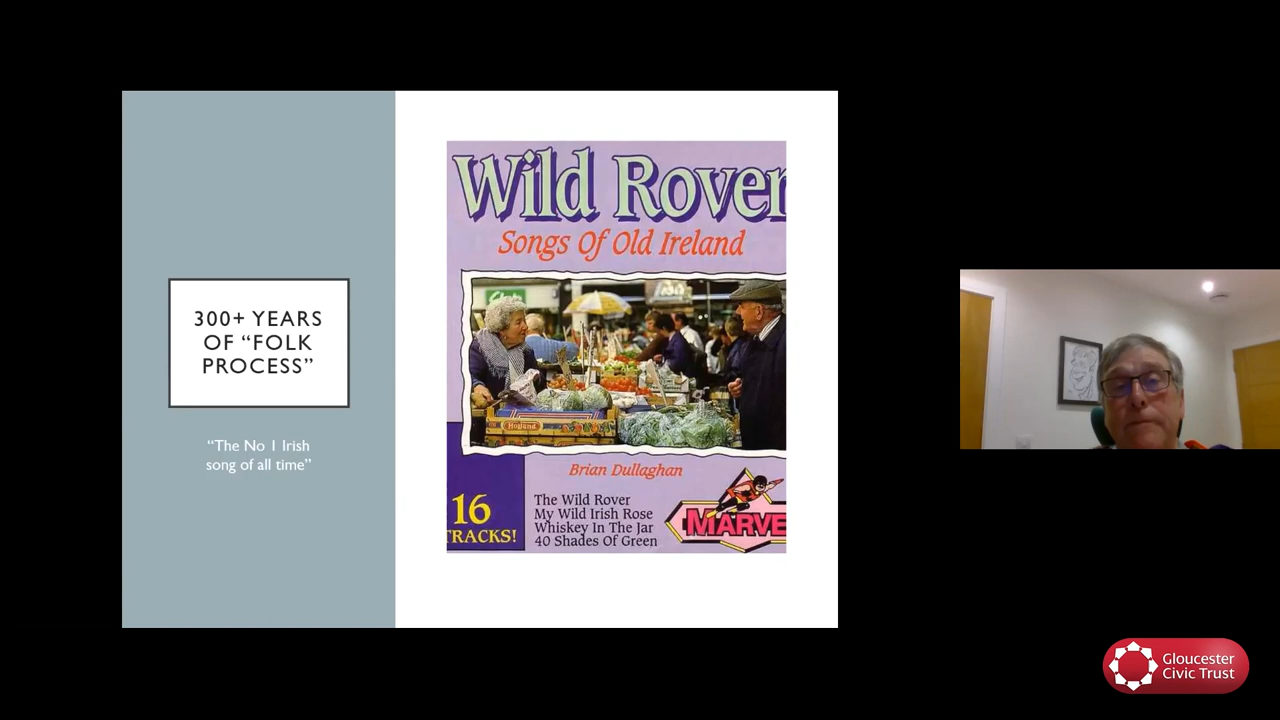 300+ YEARS
OF “FOLK
PROCESS”
“The No 1 Irish
song of all time”
Wild Rover
Songs Of Old Ireland
Hogland
Brian Dullaghan
16
TRACKS!
The Wild Rover
My Wild Irish Rose
Whiskey In The Jar
40 Shades Of Green
MARVE
Gloucester
Civic Trust